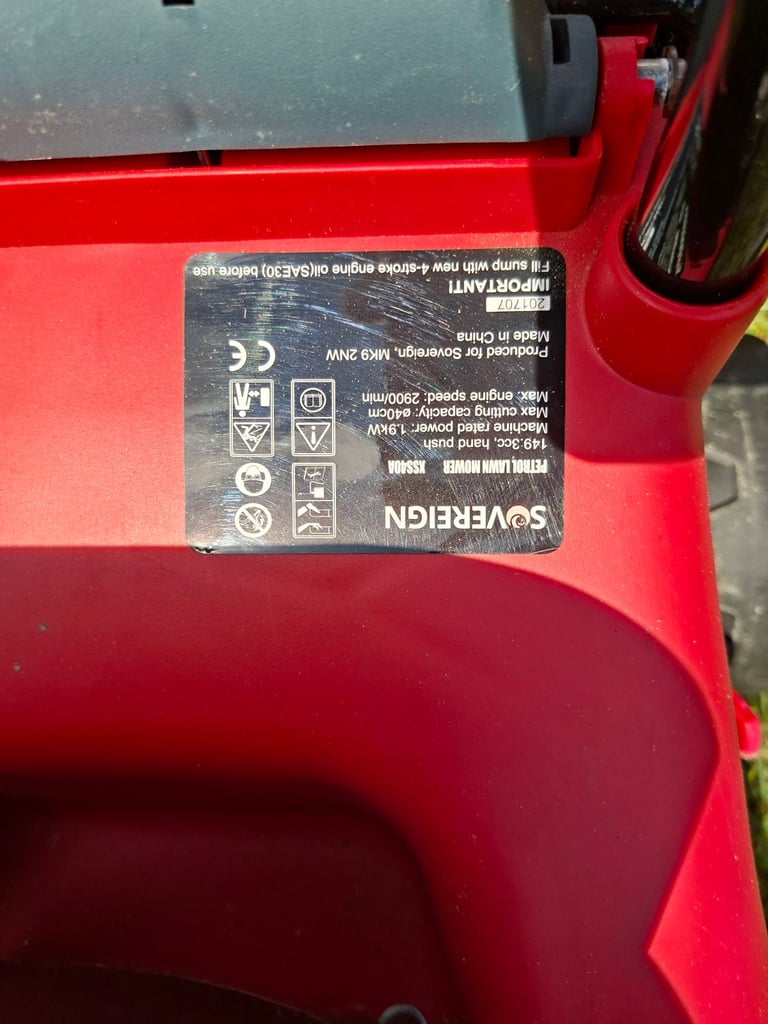 SOVEREIGN
PETROL LAWN MOWER XSS40A
149.3cc, hand push
Machine rated power: 1.9kW
Max cutting capacity: ø40cm
Max. engine speed: 2900/min
Produced for Sovereign, MK9 2NW
Made in China
CE
201707
IMPORTANT!
Fill sump with new 4-stroke engine oil(SAE30) before use